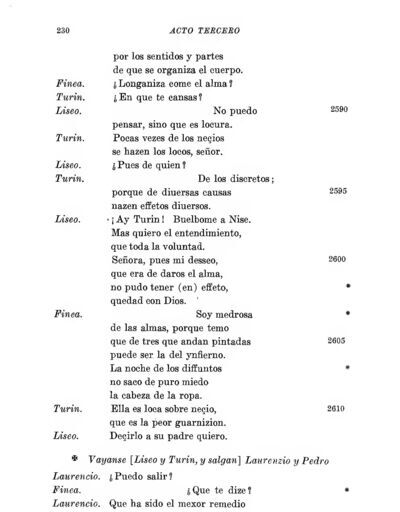 230 ACTO TERCERO
por los sentidos y partes
de que se organiza el cuerpo.
Finea. ¿Longaniza come el alma?
Turin. ¿En que te cansas?
Liseo. No puedo 2590
pensar, sino que es locura.
Turin. Pocas vezes de los neçios
se hazen los locos, señor.
Liseo. ¿Pues de quien?
Turin. De los discretos;
porque de diuersas causas 2595
nazen effetos diuersos.
Liseo. ¡Ay Turin! Buelbome a Nise.
Mas quiero el entendimiento,
que toda la voluntad.
Señora, pues mi desseo, 2600
que era de daros el alma,
no pudo tener (en) effeto, *
quedad con Dios.
Finea. Soy medrosa *
de las almas, porque temo
que de tres que andan pintadas 2605
puede ser la del ynfierno.
La noche de los diffuntos *
no saco de puro miedo
la cabeza de la ropa.
Turin. Ella es loca sobre neçio, 2610
que es la peor guarnizion.
Liseo. Deçirlo a su padre quiero.
✠ Vayanse [Liseo y Turin, y salgan] Laurenzio y Pedro
Laurencio. ¿Puedo salir?
Finea. ¿Que te dize? *
Laurencio. Que ha sido el mexor remedio